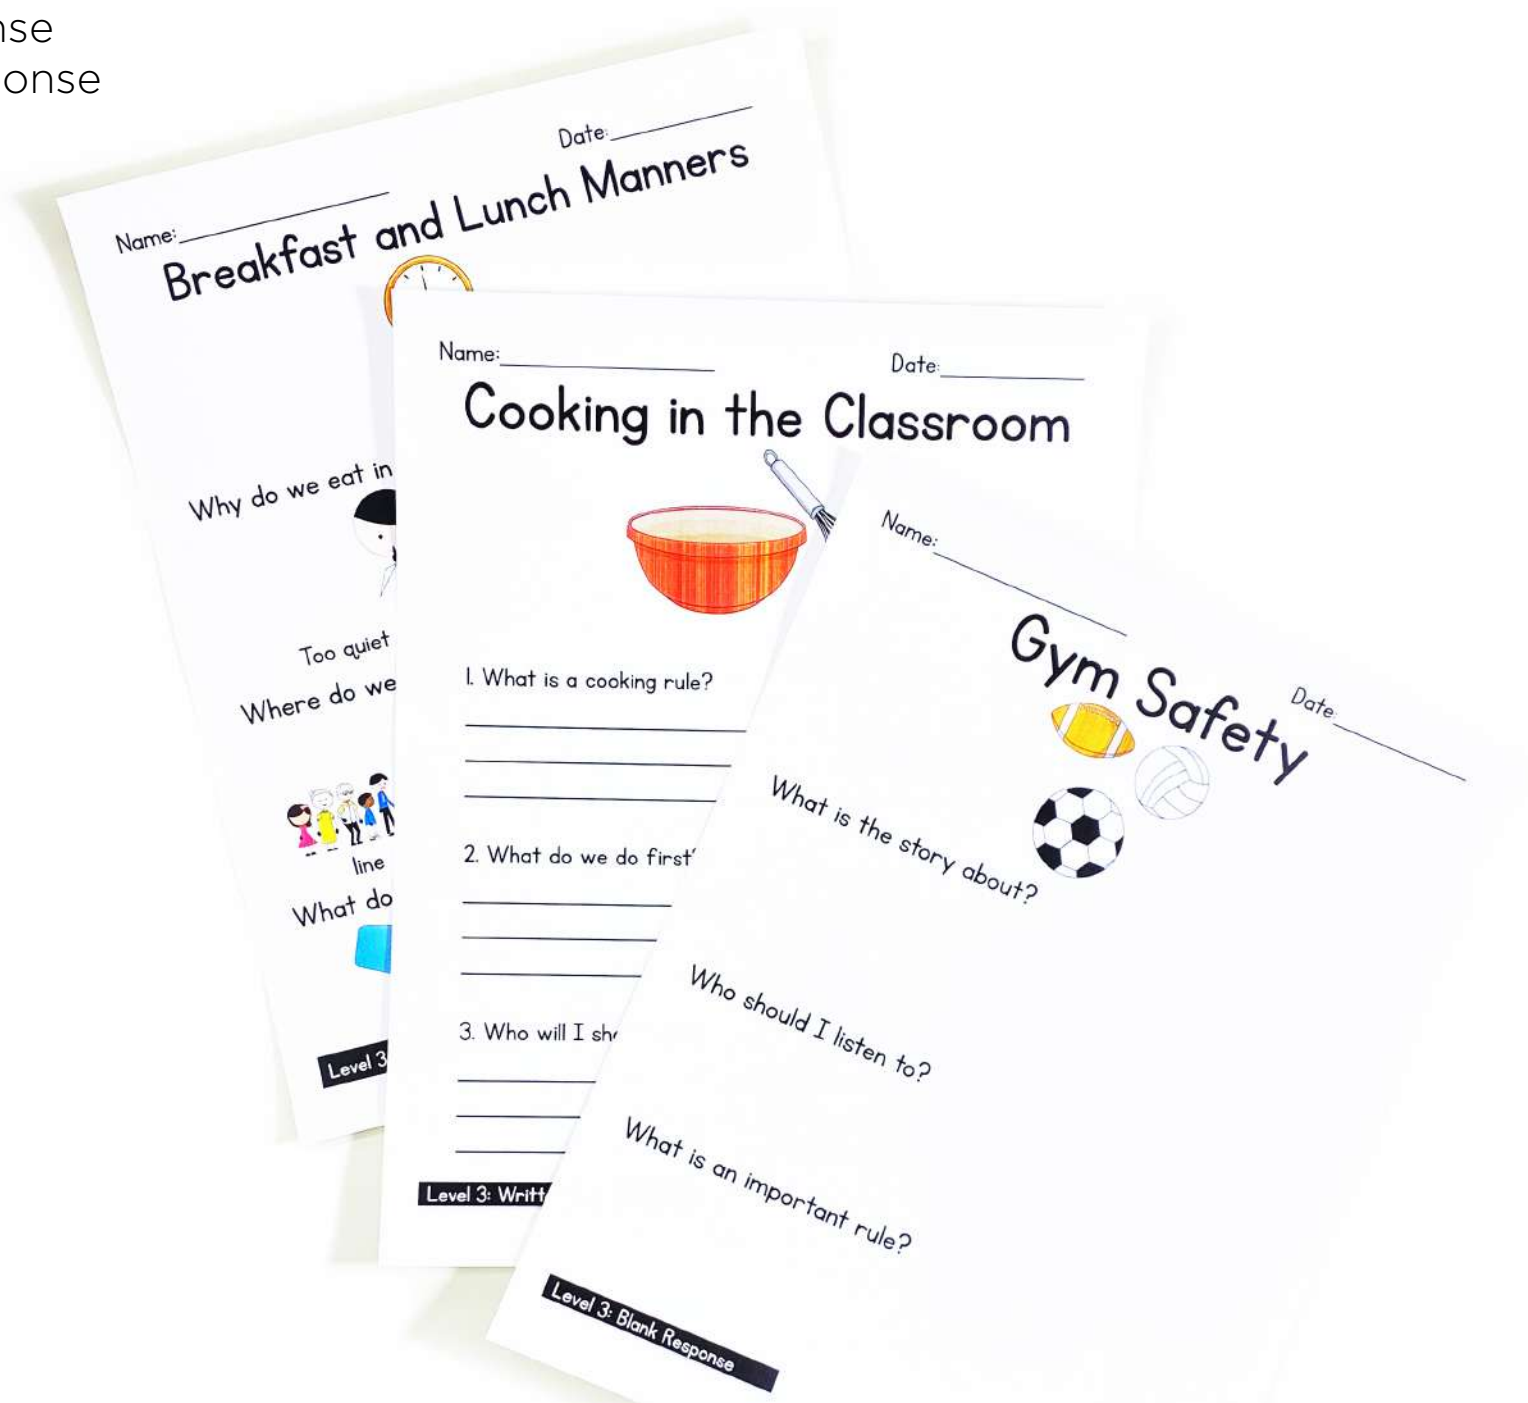 onse
Date:
Name:
Breakfast and Lunch Manners
Why do we eat in
Too quiet
Where do we
line
What do
Level 3
Name:
Date:
Cooking in the Classroom
1. What is a cooking rule?
2. What do we do first
3. Who will I
Level 3:
Name:
Date:
Gym Safety
What is the story about?
Who should I listen to?
What is an important rule?
Level 3: Blank Response